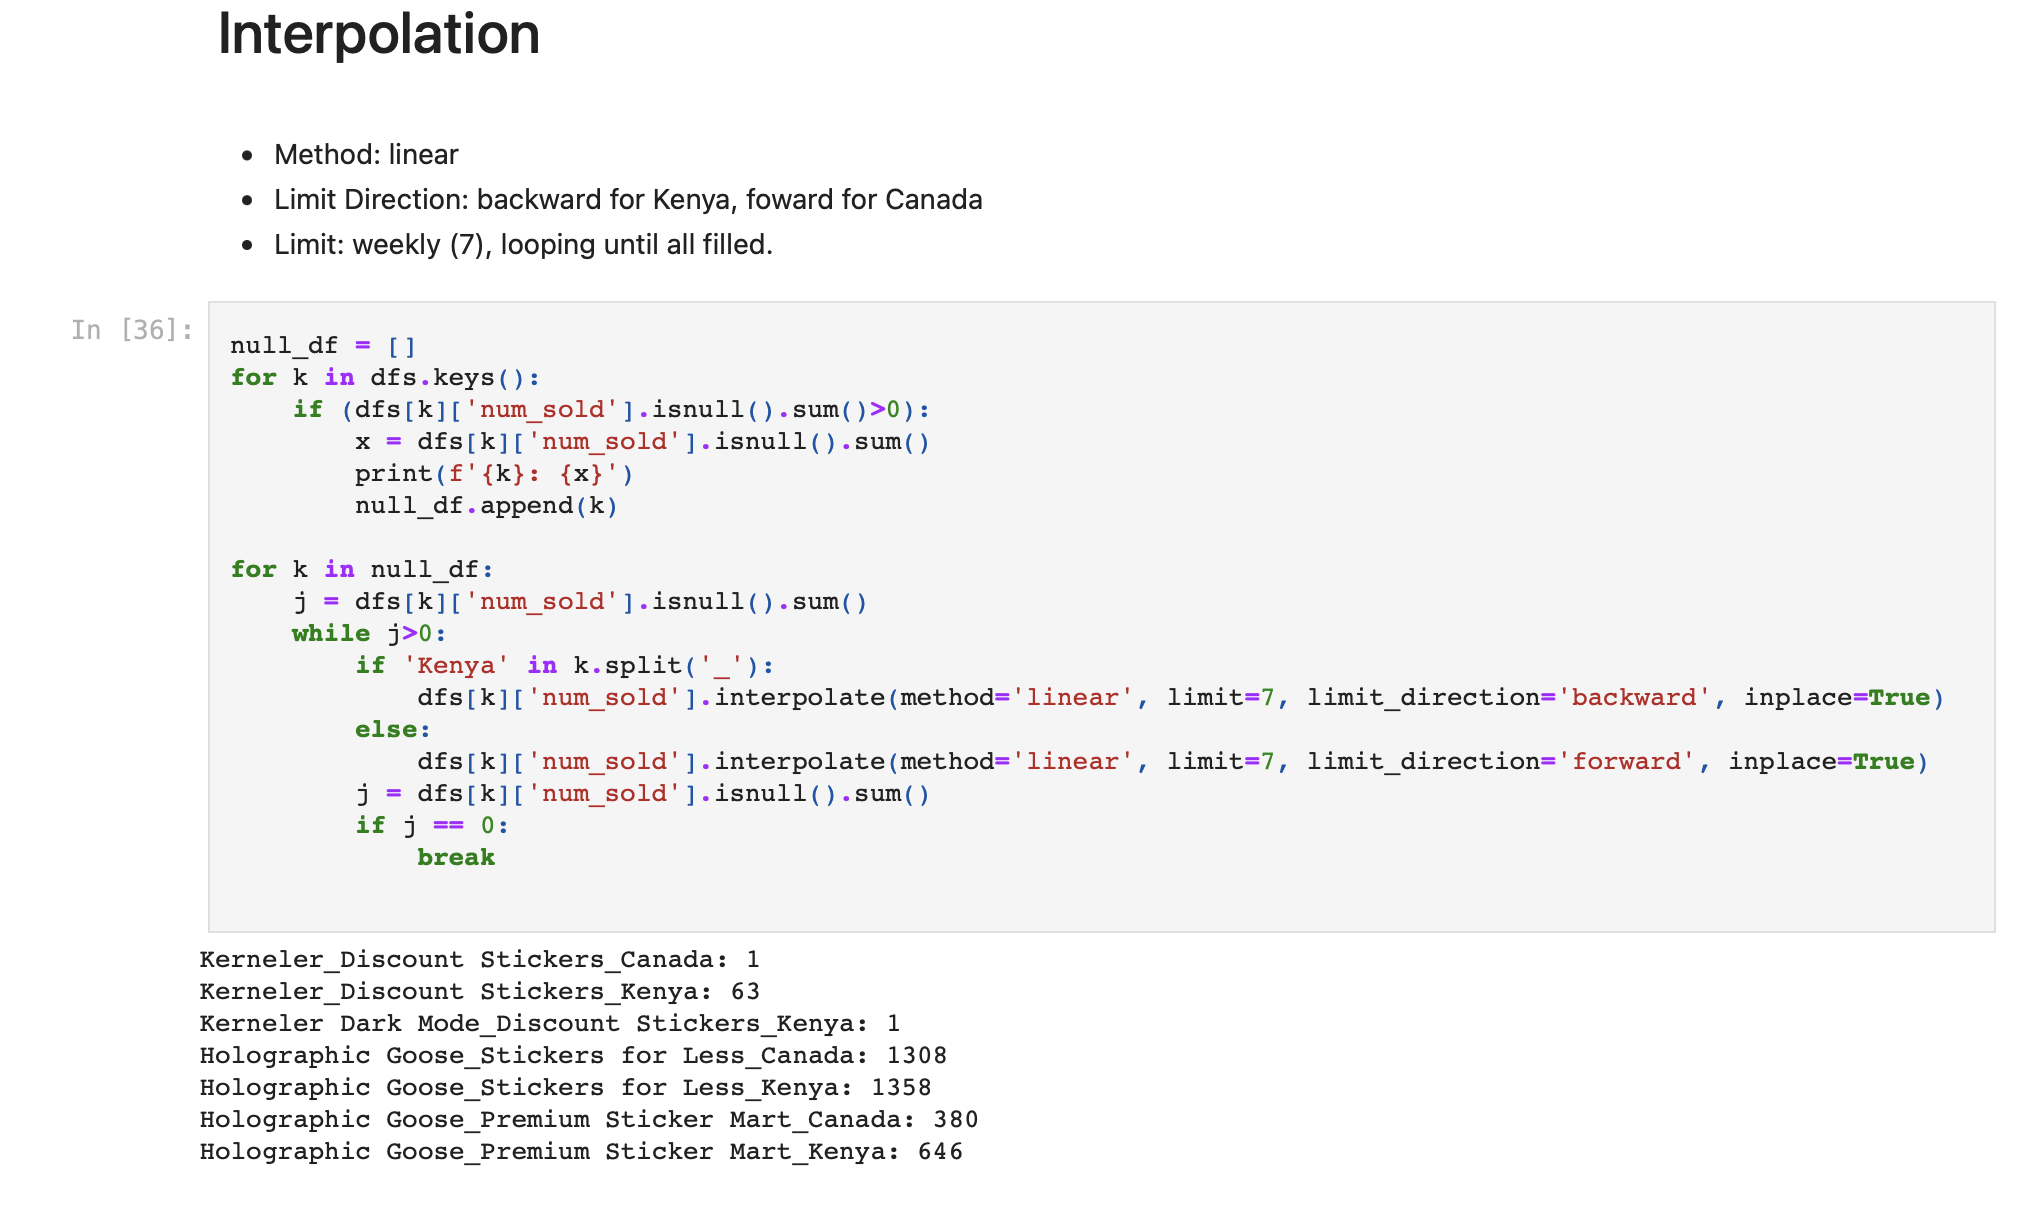 Interpolation
• Method: linear
• Limit Direction: backward for Kenya, foward for Canada
• Limit: weekly (7), looping until all filled.
In [36]:
null_df = []
for k in dfs.keys():
    if (dfs[k]['num_sold'].isnull().sum()>0):
        x = dfs[k]['num_sold'].isnull().sum()
        print(f'{k}: {x}')
        null_df.append(k)

for k in null_df:
    j = dfs[k]['num_sold'].isnull().sum()
    while j>0:
        if 'Kenya' in k.split('_'):
            dfs[k]['num_sold'].interpolate(method='linear', limit=7, limit_direction='backward', inplace=True)
        else:
            dfs[k]['num_sold'].interpolate(method='linear', limit=7, limit_direction='forward', inplace=True)
        j = dfs[k]['num_sold'].isnull().sum()
        if j == 0:
            break
Kerneler_Discount Stickers_Canada: 1
Kerneler_Discount Stickers_Kenya: 63
Kerneler Dark Mode_Discount Stickers_Kenya: 1
Holographic Goose_Stickers for Less_Canada: 1308
Holographic Goose_Stickers for Less_Kenya: 1358
Holographic Goose_Premium Sticker Mart_Canada: 380
Holographic Goose_Premium Sticker Mart_Kenya: 646